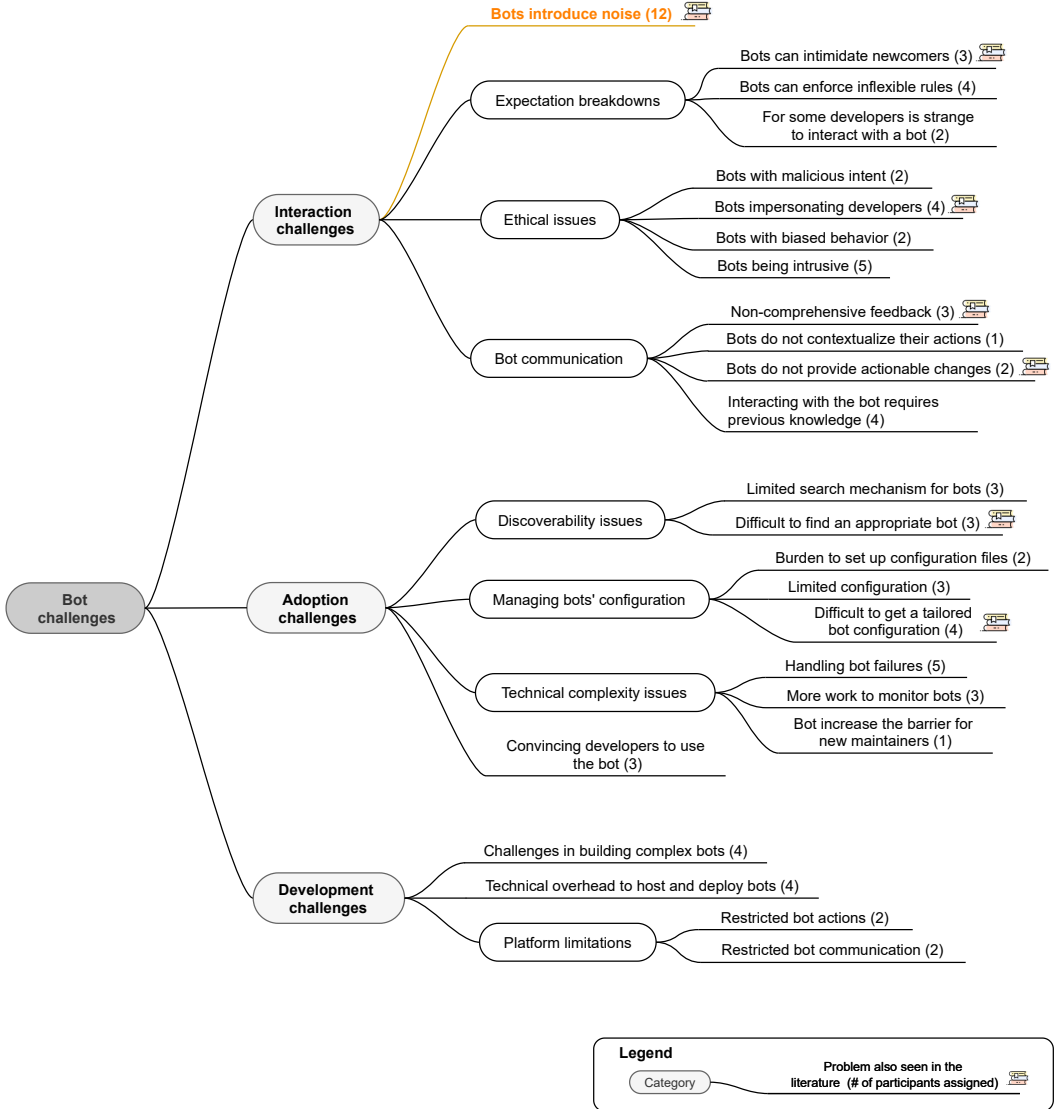 Bots introduce noise (12)
Bots can intimidate newcomers (3)
Expectation breakdowns
Bots can enforce inflexible rules (4)
For some developers is strange
to interact with a bot (2)
Bots with malicious intent (2)
Interaction
challenges
Ethical issues
Bots impersonating developers (4)
Bots with biased behavior (2)
Bots being intrusive (5)
Non-comprehensive feedback (3)
Bots do not contextualize their actions (1)
Bot communication
Bots do not provide actionable changes (2)
Interacting with the bot requires
previous knowledge (4)
Limited search mechanism for bots (3)
Discoverability issues
Difficult to find an appropriate bot (3)
Burden to set up configuration files (2)
Bot
challenges
Adoption
challenges
Managing bots' configuration
Limited configuration (3)
Difficult to get a tailored
bot configuration (4)
Handling bot failures (5)
Technical complexity issues
More work to monitor bots (3)
Bot increase the barrier for
new maintainers (1)
Convincing developers to use
the bot (3)
Challenges in building complex bots (4)
Development
challenges
Technical overhead to host and deploy bots (4)
Restricted bot actions (2)
Platform limitations
Restricted bot communication (2)
Legend
Category
Problem also seen in the
literature (# of participants assigned)